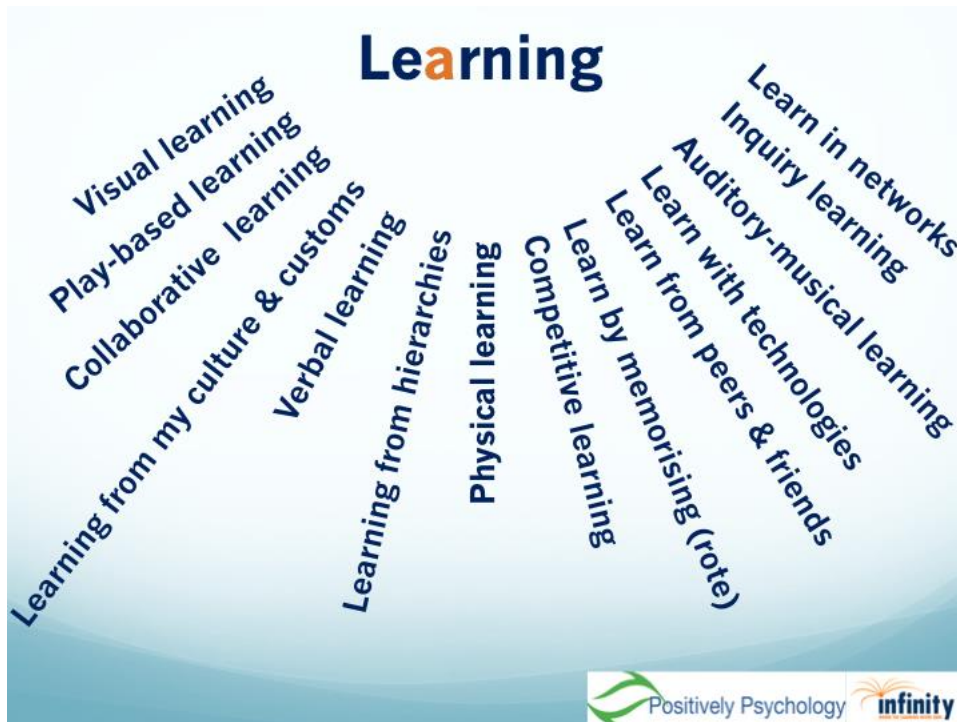 Learning
Visual learning
Play-based learning
Collaborative learning
Learning from my culture & customs
Verbal learning
Learning from hierarchies
Physical learning
Competitive learning
Learn by memorising (rote)
Learn from peers & friends
Learn with technologies
Auditory-musical learning
Inquiry learning
Learn in networks
Positively Psychology
infinity